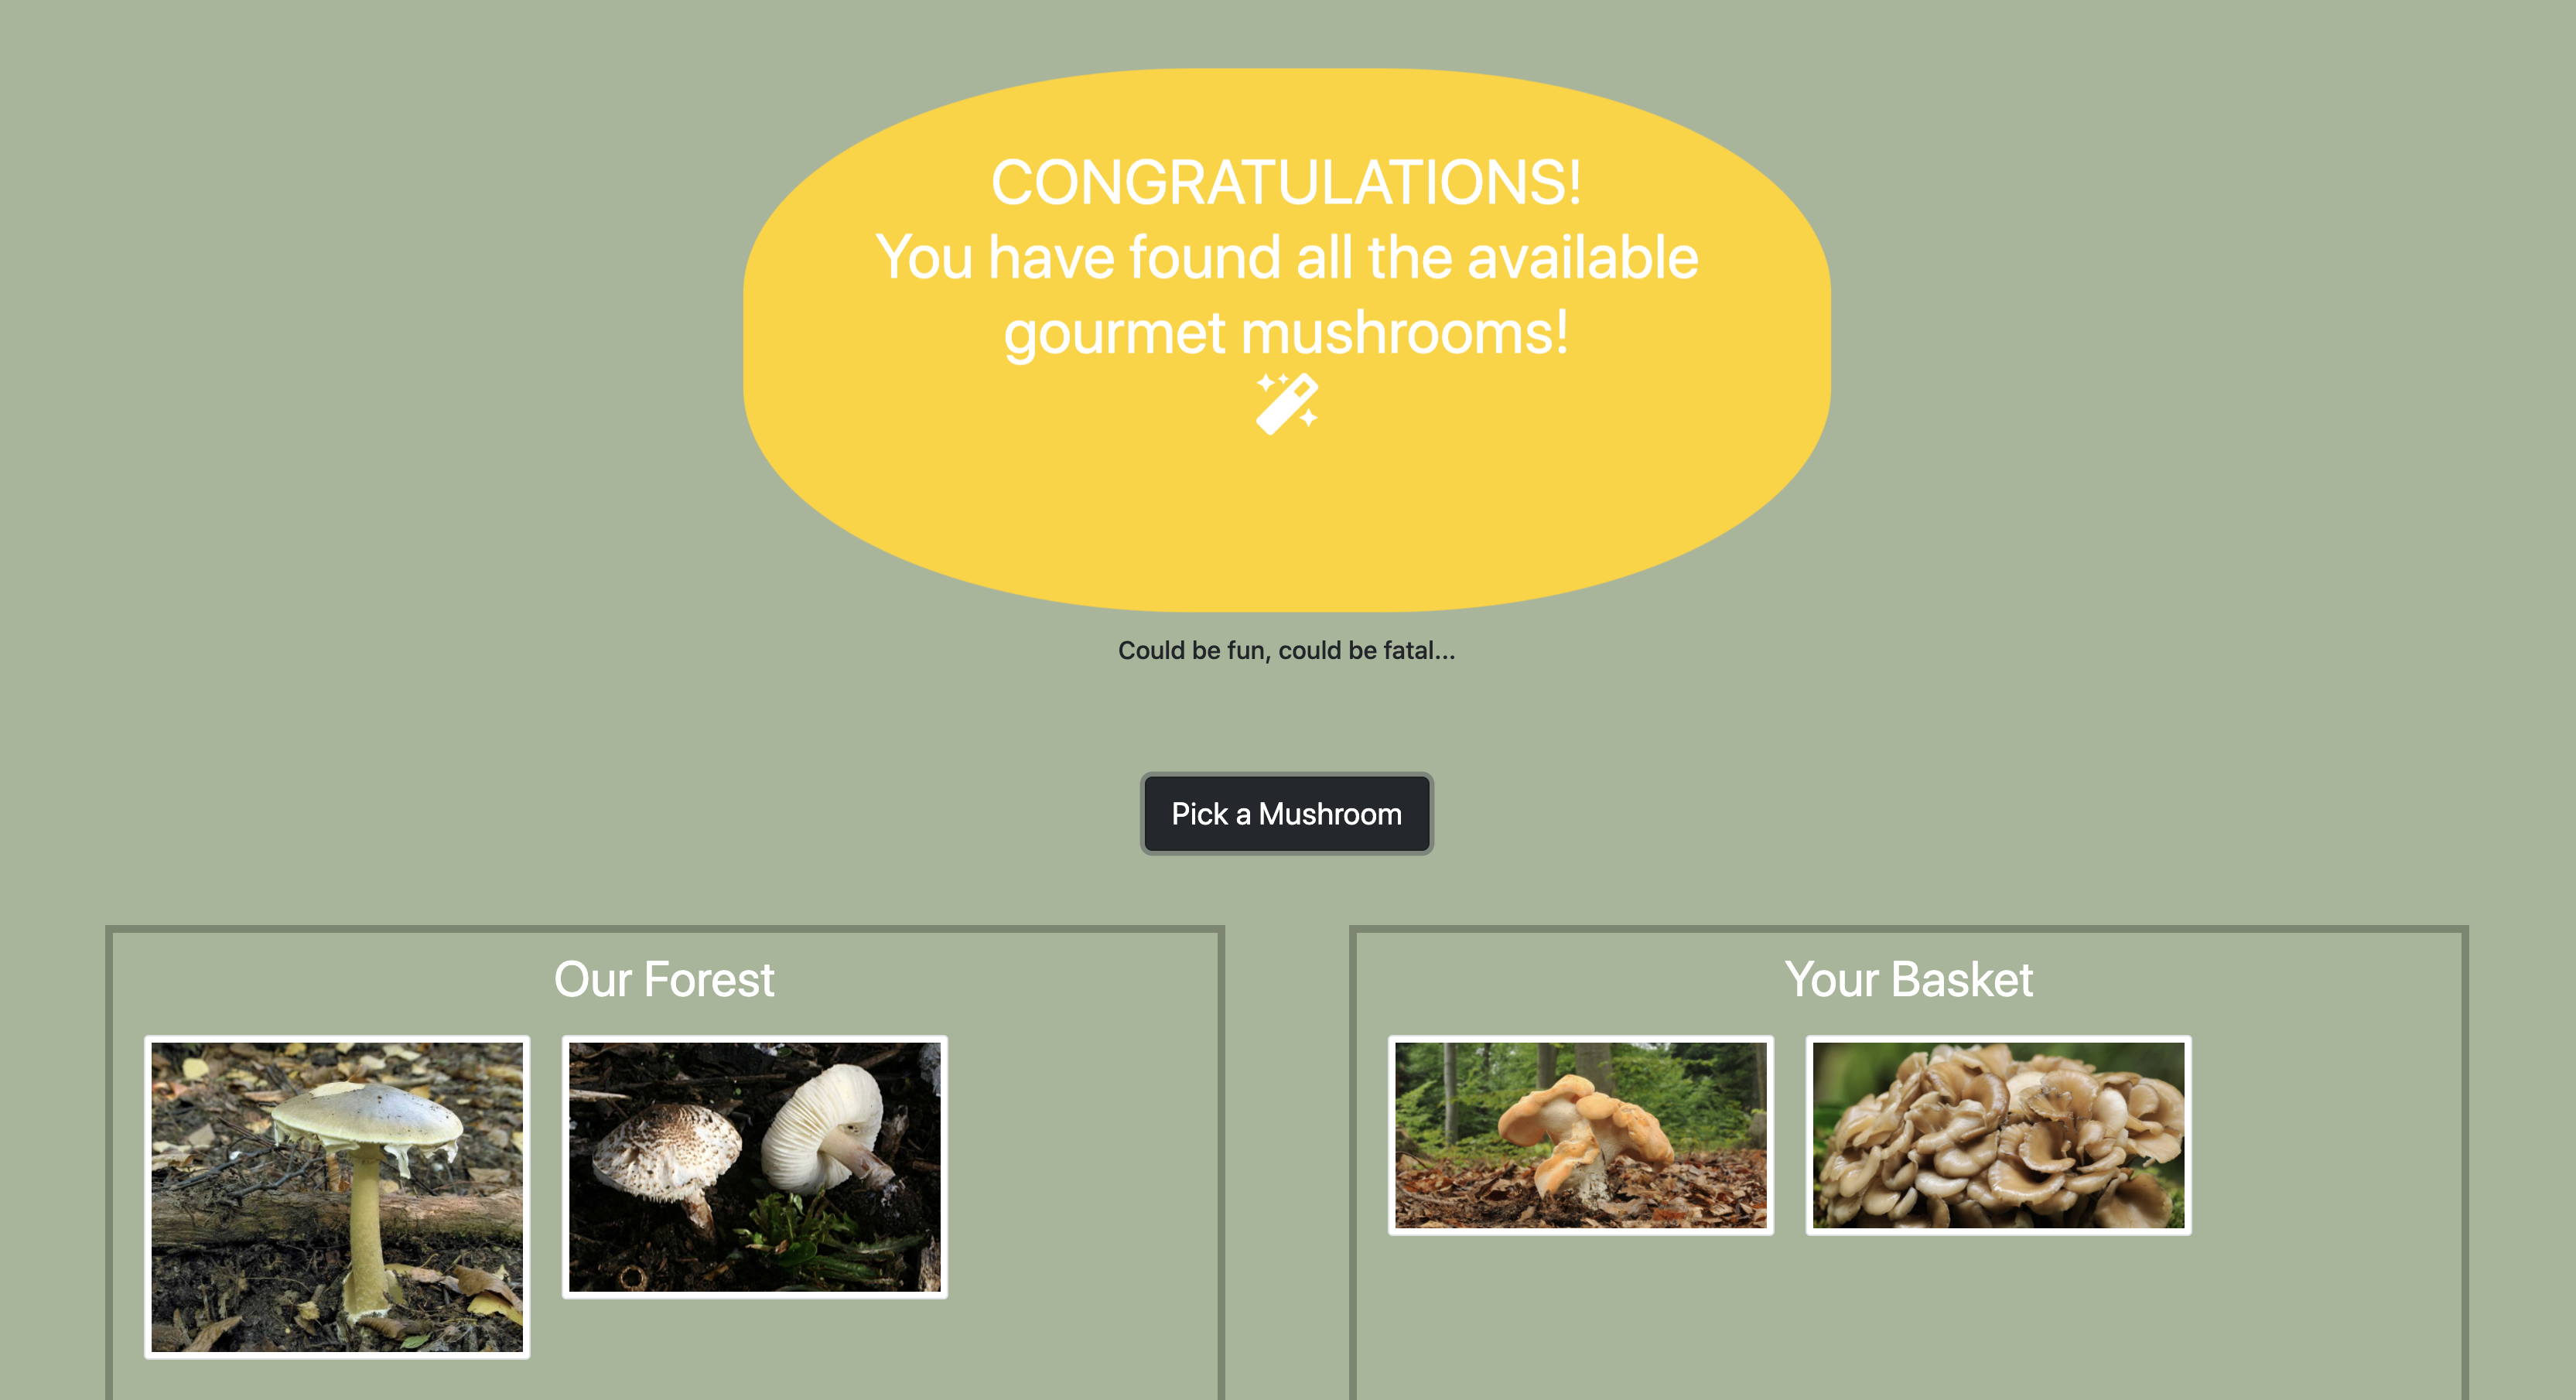 CONGRATULATIONS!
You have found all the available
gourmet mushrooms!
Could be fun, could be fatal...
Pick a Mushroom
Our Forest
Your Basket